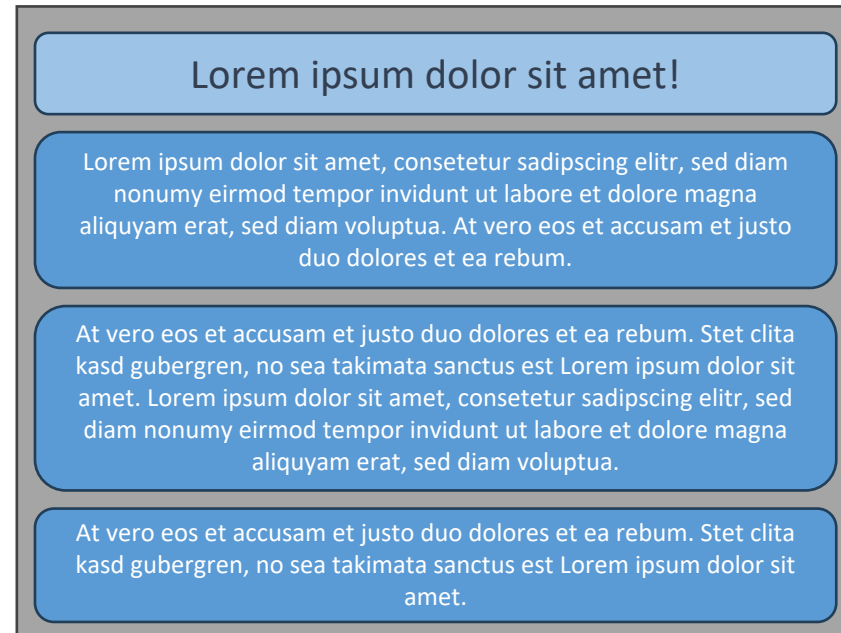 Lorem ipsum dolor sit amet!
Lorem ipsum dolor sit amet, consetetur sadipscing elitr, sed diam
nonumy eirmod tempor invidunt ut labore et dolore magna
aliquyam erat, sed diam voluptua. At vero eos et accusam et justo
duo dolores et ea rebum.
At vero eos et accusam et justo duo dolores et ea rebum. Stet clita
kasd gubergren, no sea takimata sanctus est Lorem ipsum dolor sit
amet. Lorem ipsum dolor sit amet, consetetur sadipscing elitr, sed
diam nonumy eirmod tempor invidunt ut labore et dolore magna
aliquyam erat, sed diam voluptua.
At vero eos et accusam et justo duo dolores et ea rebum. Stet clita
kasd gubergren, no sea takimata sanctus est Lorem ipsum dolor sit
amet.